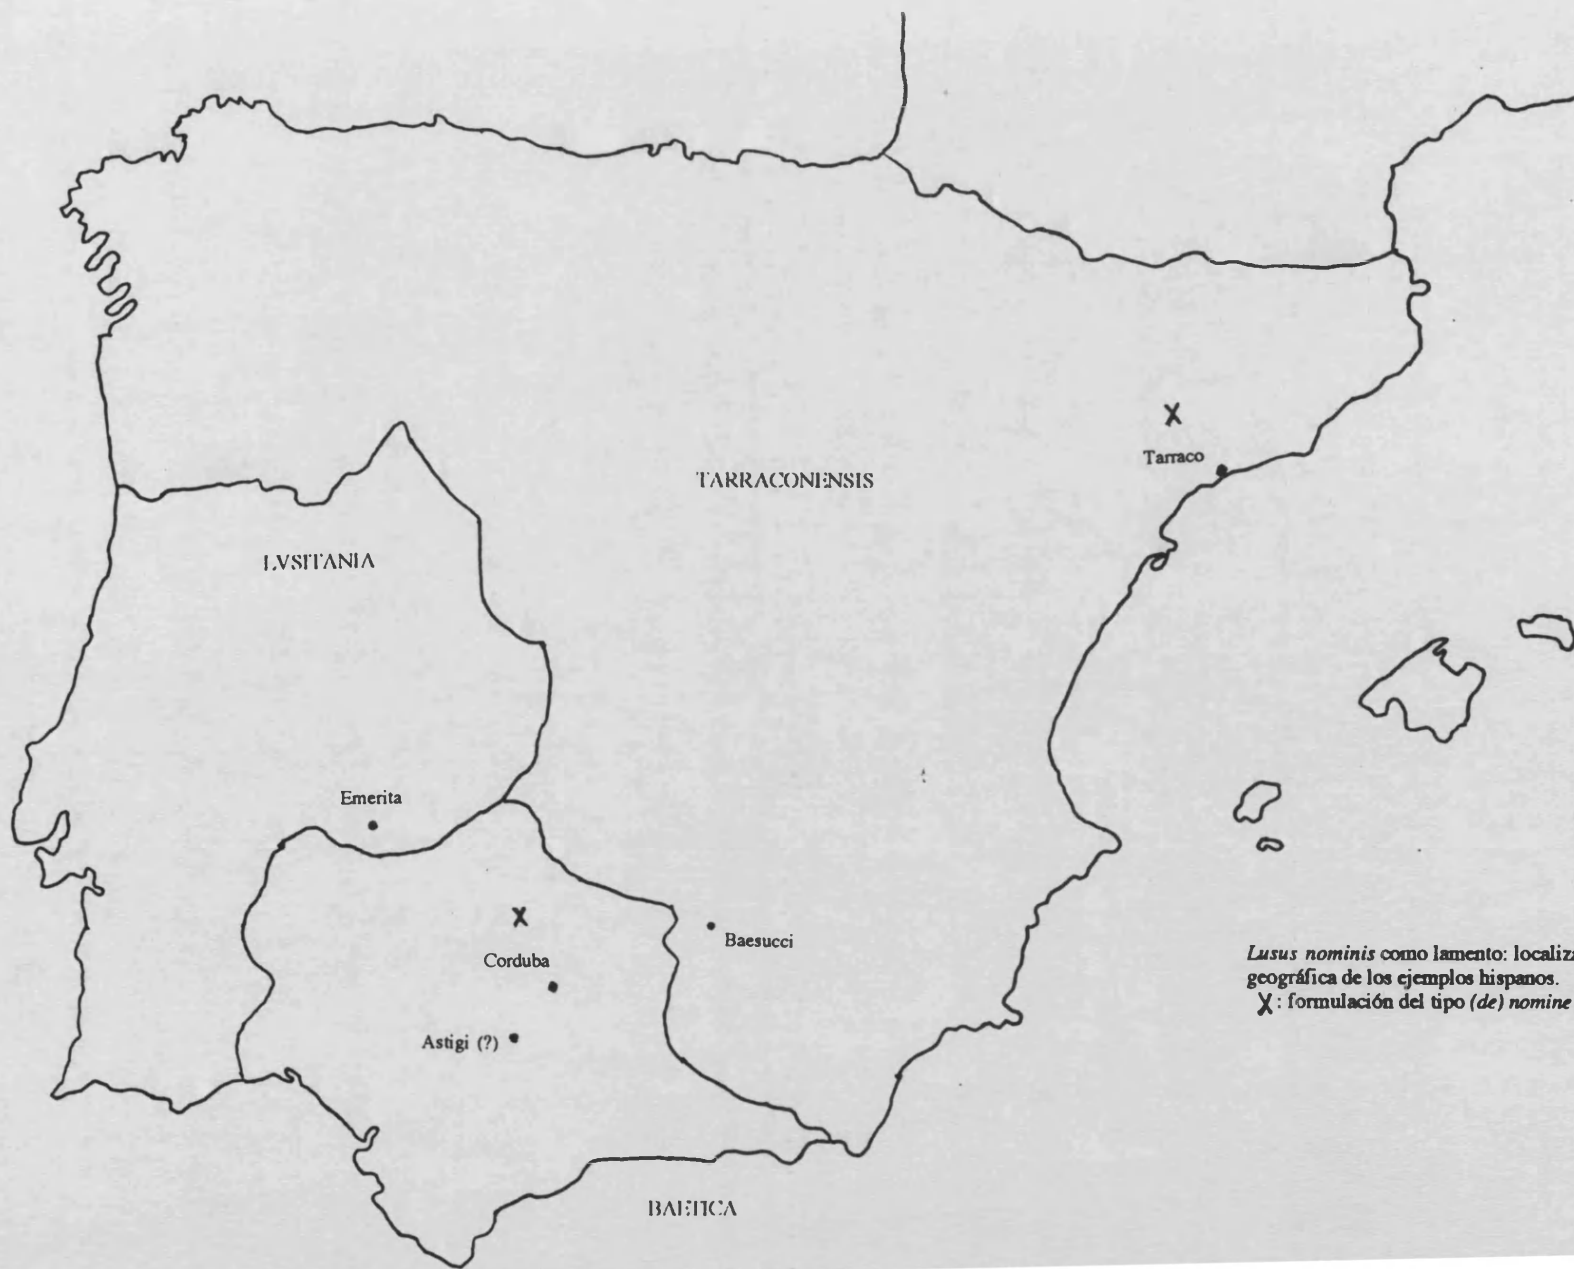 X
Tarraco
TARRACONENSIS
LVSITANIA
Emerita
X
Corduba
Baesucci
Astigi (?)
Lusus nominis como lamento:
geográfica de los ejemplos hispanos.
X : formulación del tipo (de) nomine
BAETICA